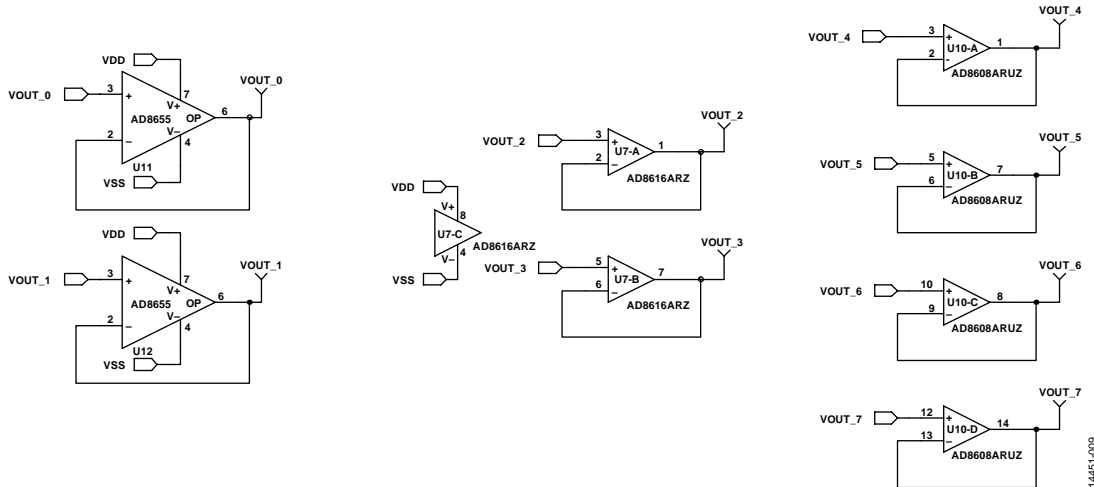 VDD
7
VOUT_0
3
+
V+
AD8655
OP
6
VOUT_0
V–
2
–
4
U11
VSS
VDD
7
VOUT_1
3
+
V+
AD8655
OP
6
VOUT_1
V–
2
–
4
U12
VSS
VDD
V+
8
U7-C
AD8616ARZ
V–
4
VSS
VOUT_2
3
+
U7-A
1
VOUT_2
2
–
AD8616ARZ
VOUT_3
5
+
U7-B
7
VOUT_3
6
–
AD8616ARZ
VOUT_4
3
+
U10-A
1
VOUT_4
2
-
AD8608ARUZ
VOUT_5
5
+
U10-B
7
VOUT_5
6
–
AD8608ARUZ
VOUT_6
10
+
U10-C
8
VOUT_6
9
–
AD8608ARUZ
VOUT_7
12
+
U10-D
14
VOUT_7
13
–
AD8608ARUZ
14451-009